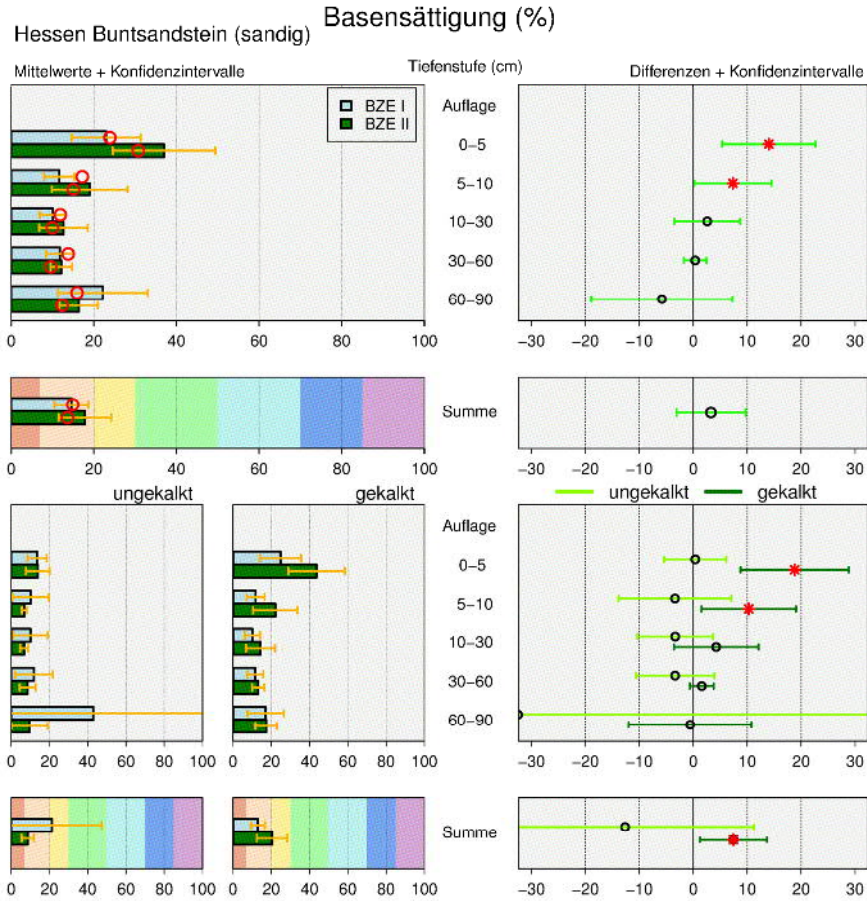 Basensättigung (%)
Hessen Buntsandstein (sandig)
Mittelwerte + Konfidenzintervalle
Tiefenstufe (cm)
Differenzen + Konfidenzintervalle
BZE I
BZE II
Auflage
0−5
5−10
10−30
30−60
60−90
0 20 40 60 80 100
−30 −20 −10 0 10 20 30
Summe
0 20 40 60 80 100
−30 −20 −10 0 10 20 30
ungekalkt
gekalkt
ungekalkt gekalkt
Auflage
0−5
5−10
10−30
30−60
60−90
0 20 40 60 80 100
0 20 40 60 80 100
−30 −20 −10 0 10 20 30
Summe
0 20 40 60 80 100
0 20 40 60 80 100
−30 −20 −10 0 10 20 30